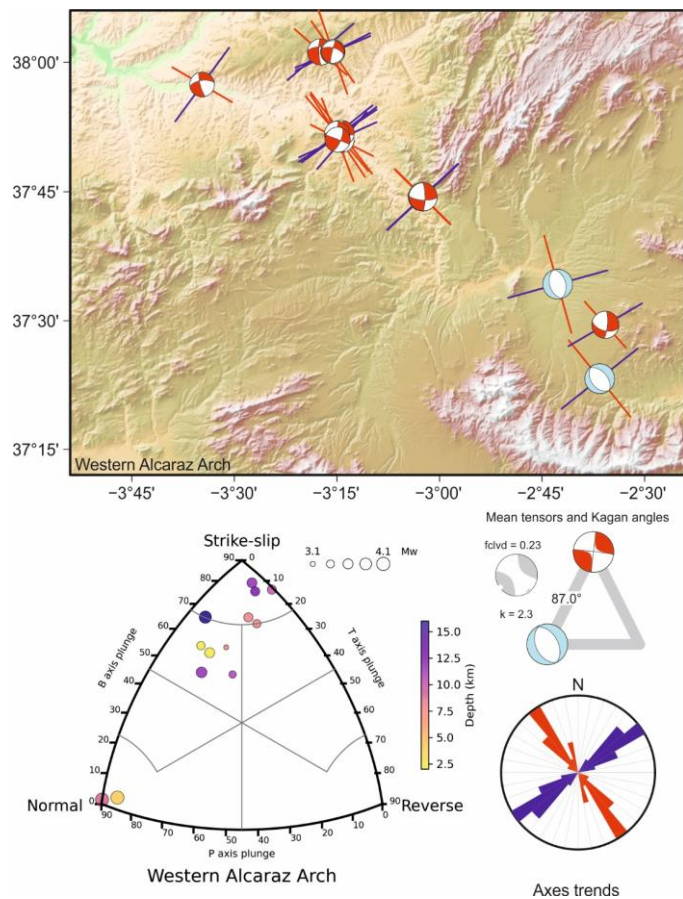 38°00'
37°45'
37°30'
37°15'
Western Alcaraz Arch
−3°45' −3°30' −3°15' −3°00' −2°45' −2°30'
Mean tensors and Kagan angles
Strike-slip
3.1 4.1 Mw
fclvd = 0.23
87.0°
k = 2.3
90 80 70 60 50 40 30 20 10 0
B axis plunge
0 10 20 30 40 50 60 70 80 90
T axis plunge
15.0
12.5
10.0
7.5
5.0
2.5
Depth (km)
N
Normal
Reverse
90 80 70 60 50 40 30 20 10 0
P axis plunge
Western Alcaraz Arch
Axes trends